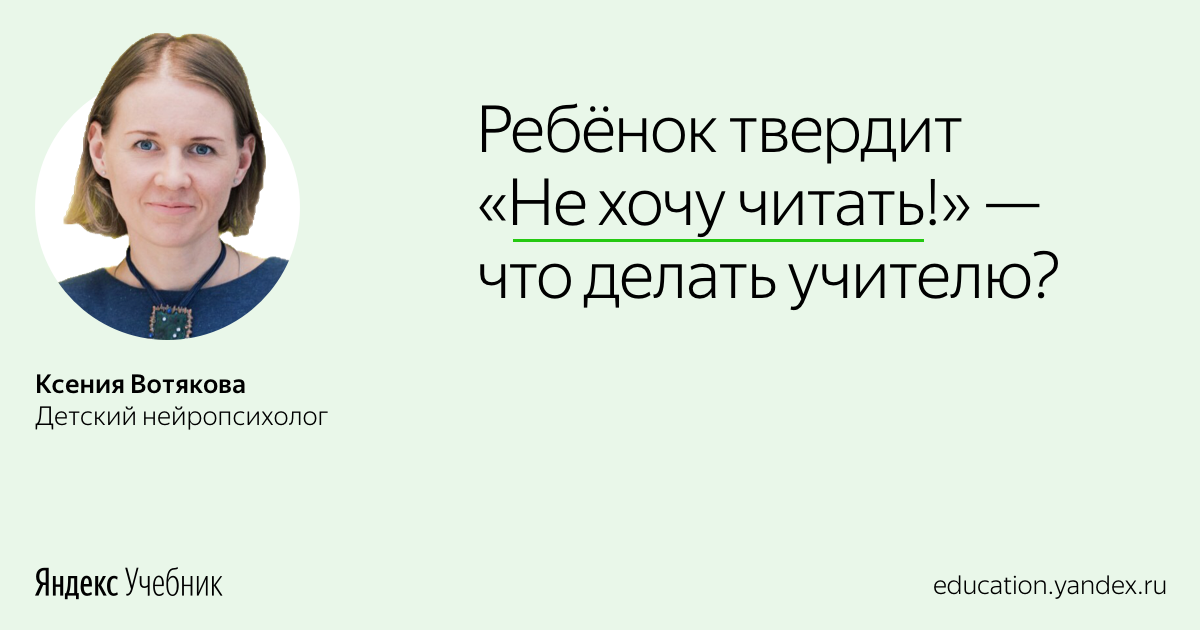 Ребёнок твердит
«Не хочу читать!» —
что делать учителю?
Ксения Вотякова
Детский нейропсихолог
Яндекс Учебник
education.yandex.ru